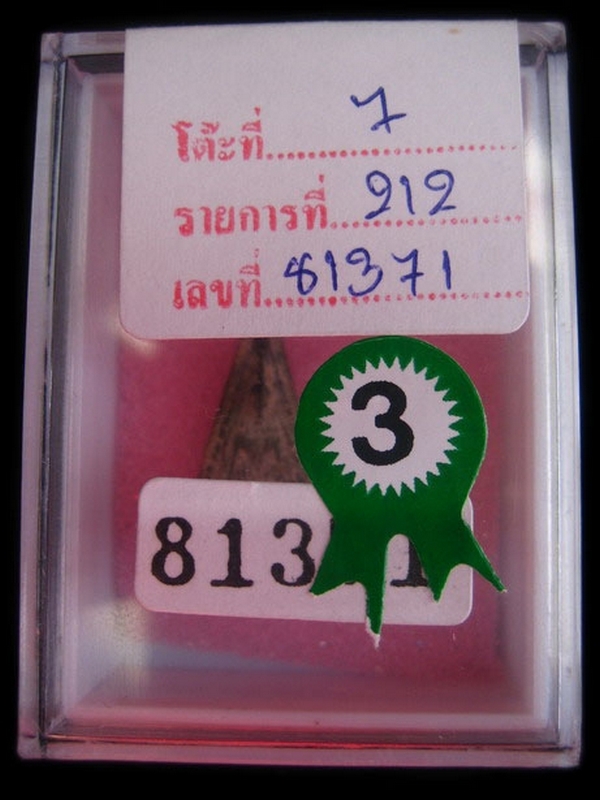 โต๊ะที่ 7
รายการที่ 212
เลขที่ 81371
3
813 1